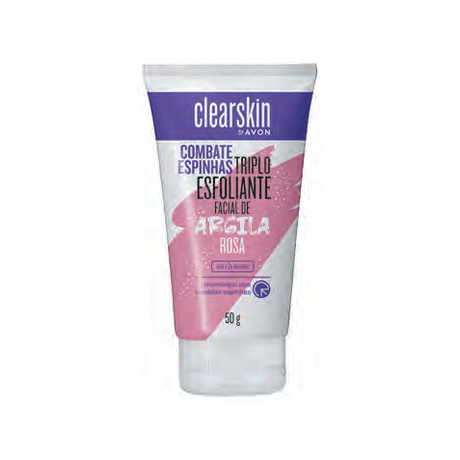 clearskin
by AVON
COMBATE
ESPINHAS TRIPLO
ESFOLIANTE
FACIAL DE
ARGILA
ROSA
50 g